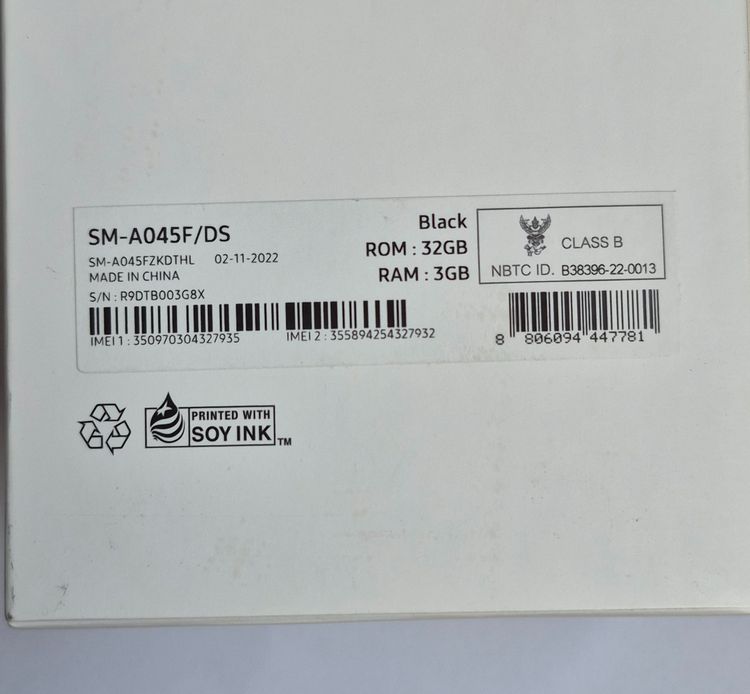 SM-A045F/DS
SM-A045FZKDTHL 02-11-2022
MADE IN CHINA
S/N : R9DTB003G8X
IMEI 1 : 350970304327935 IMEI 2 : 355894254327932
Black
ROM : 32GB
RAM : 3GB
CLASS B
NBTC ID. B38396-22-0013
8 806094 447781
PRINTED WITH
SOY INK TM